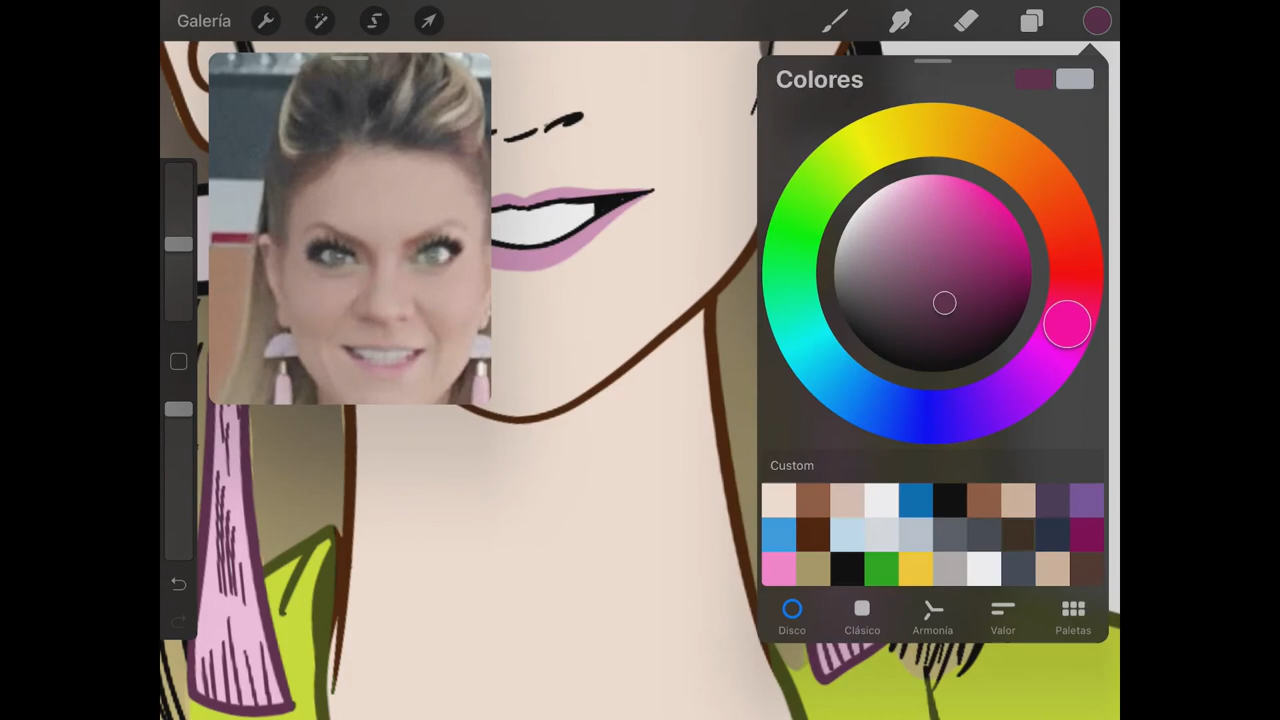 Galería
Colores
Custom
Disco
Clásico
Armonía
Valor
Paletas